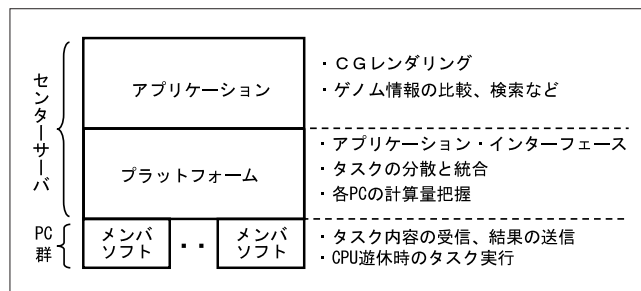 センターサーバ
アプリケーション
・CGレンダリング
・ゲノム情報の比較、検索など
プラットフォーム
・アプリケーション・インターフェース
・タスクの分散と統合
・各PCの計算量把握
PC群
メンバ
ソフト
・・
メンバ
ソフト
・タスク内容の受信、結果の送信
・CPU遊休時のタスク実行